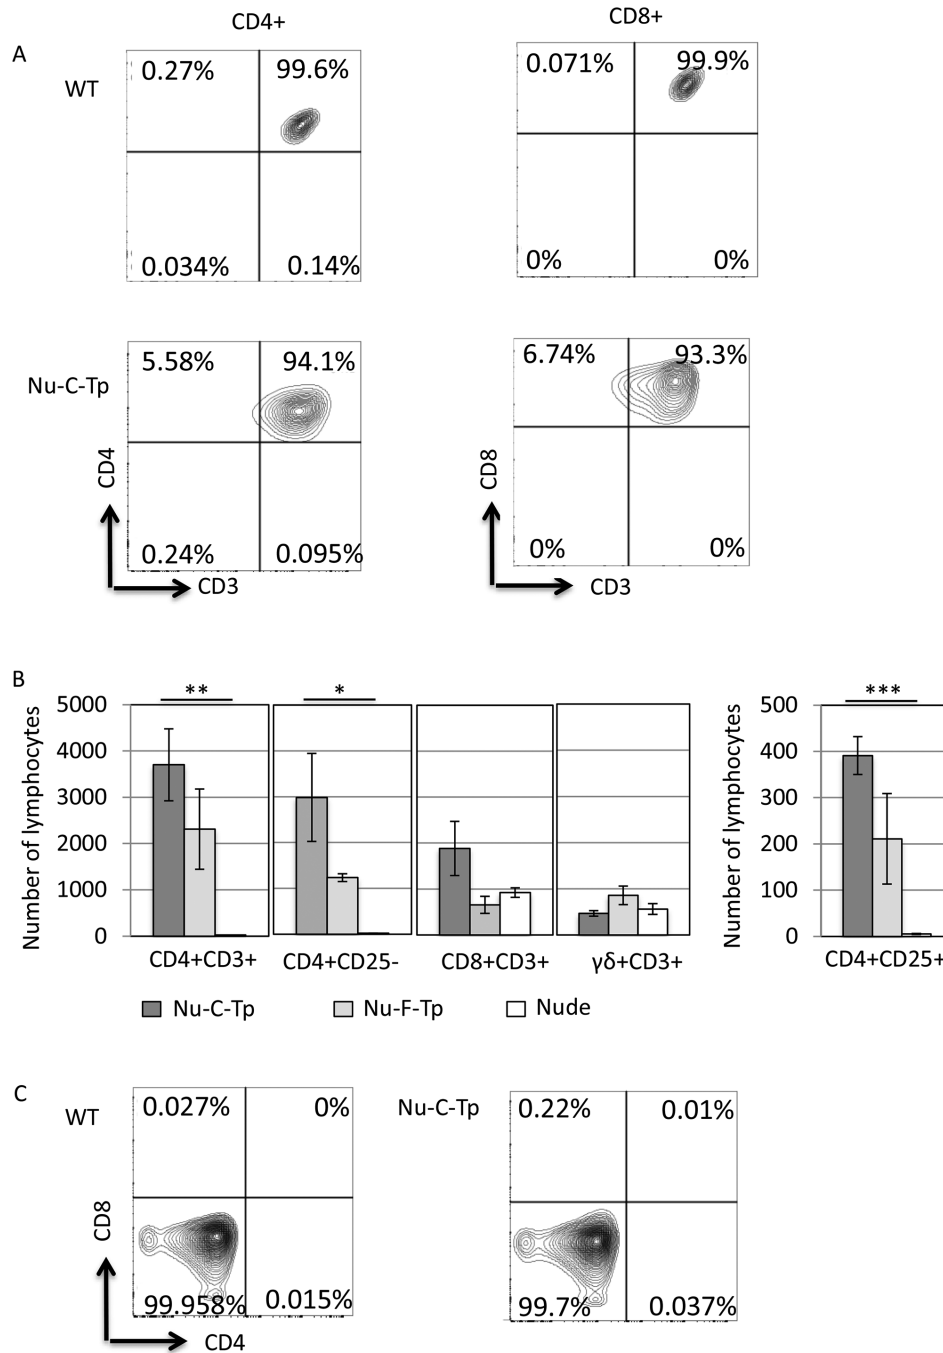 CD4+ CD8+
A
WT
0.27% 99.6% 0.071% 99.9%
0.034% 0.14% 0% 0%
Nu-C-Tp
5.58% 94.1% 6.74% 93.3%
CD4 CD8
0.24% 0.095% 0% 0%
CD3 CD3
B
** * ***
Number of lymphocytes
5000
4000
3000
2000
1000
0
Number of lymphocytes
500
400
300
200
100
0
CD4+CD3+ CD4+CD25- CD8+CD3+ γδ+CD3+ CD4+CD25+
Nu-C-Tp Nu-F-Tp Nude
C
WT Nu-C-Tp
0.027% 0% 0.22% 0.01%
CD8
99.958% 0.015% 99.7% 0.037%
CD4